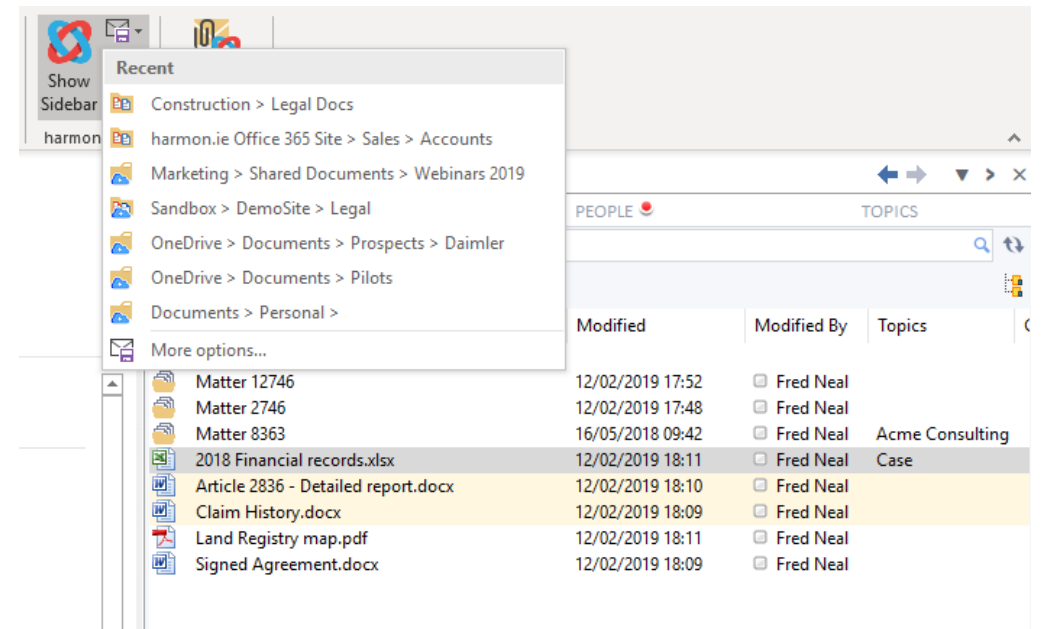 Show
Sidebar
harmon
Recent
Construction > Legal Docs
harmon.ie Office 365 Site > Sales > Accounts
Marketing > Shared Documents > Webinars 2019
Sandbox > DemoSite > Legal
OneDrive > Documents > Prospects > Daimler
OneDrive > Documents > Pilots
Documents > Personal >
More options...
PEOPLE TOPICS
Modified Modified By Topics
Matter 12746 12/02/2019 17:52 Fred Neal
Matter 2746 12/02/2019 17:48 Fred Neal
Matter 8363 16/05/2018 09:42 Fred Neal Acme Consulting
2018 Financial records.xlsx 12/02/2019 18:11 Fred Neal Case
Article 2836 - Detailed report.docx 12/02/2019 18:10 Fred Neal
Claim History.docx 12/02/2019 18:09 Fred Neal
Land Registry map.pdf 12/02/2019 18:11 Fred Neal
Signed Agreement.docx 12/02/2019 18:09 Fred Neal